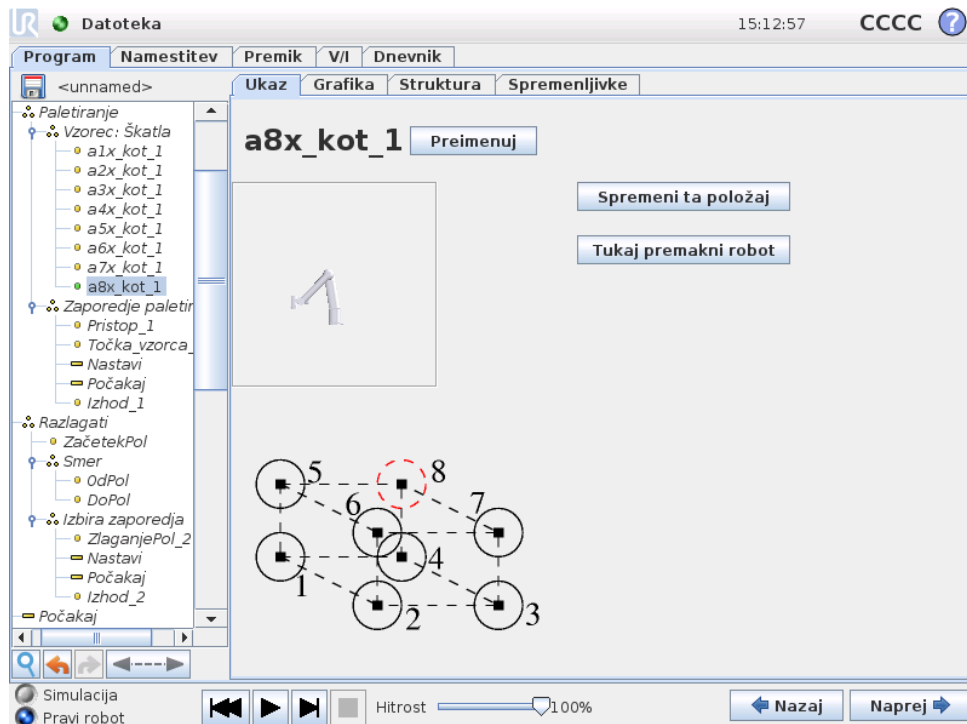 UR Datoteka 15:12:57 CCCC ?
Program Namestitev Premik V/I Dnevnik
<unnamed>
Ukaz Grafika Struktura Spremenljivke
Paletiranje
Vzorec: Škatla
a1x_kot_1
a2x_kot_1
a3x_kot_1
a4x_kot_1
a5x_kot_1
a6x_kot_1
a7x_kot_1
a8x_kot_1
Zaporedje paletir
Pristop_1
Točka_vzorca_
Nastavi
Počakaj
Izhod_1
Razlagati
ZačetekPol
Smer
OdPol
DoPol
Izbira zaporedja
ZlaganjePol_2
Nastavi
Počakaj
Izhod_2
Počakaj
a8x_kot_1 Preimenuj
Spremeni ta položaj
Tukaj premakni robot
5 8
6 7
1 4
2 3
Simulacija
Pravi robot
Hitrost 100%
Nazaj Naprej